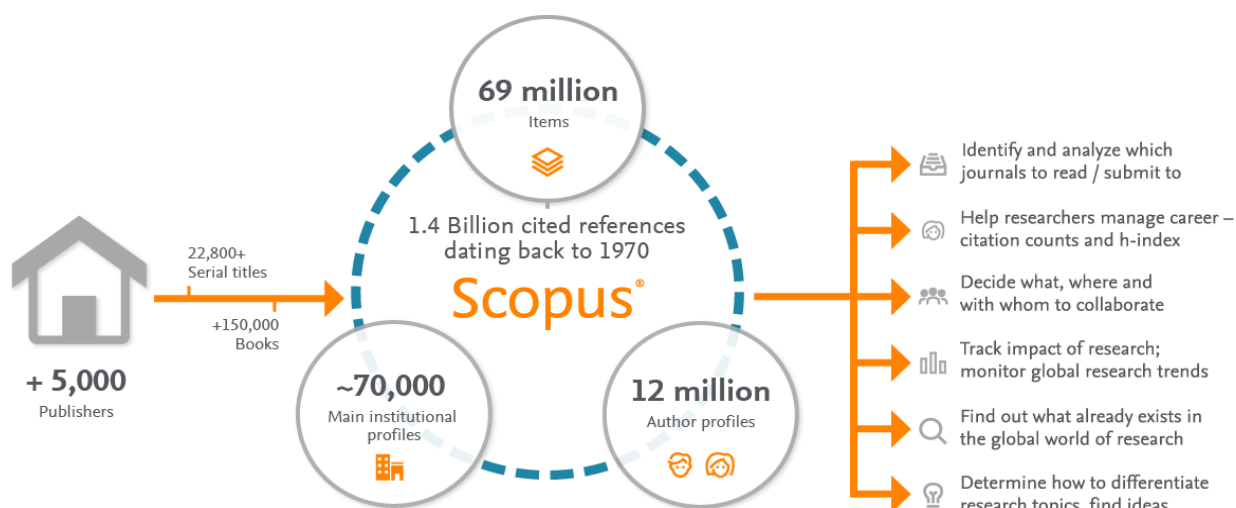 + 5,000
Publishers
22,800+
Serial titles
+150,000
Books
69 million
Items
1.4 Billion cited references
dating back to 1970
Scopus®
~70,000
Main institutional
profiles
12 million
Author profiles
Identify and analyze which
journals to read / submit to
Help researchers manage career –
citation counts and h-index
Decide what, where and
with whom to collaborate
Track impact of research;
monitor global research trends
Find out what already exists in
the global world of research
Determine how to differentiate
research topics, find ideas